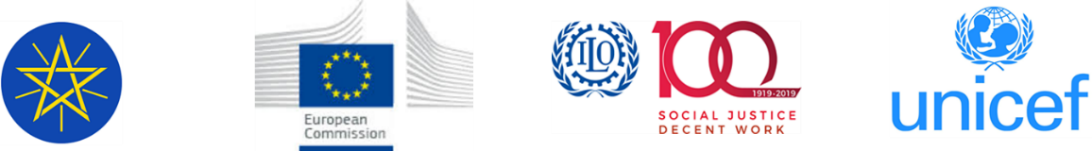 European
Commission
ILO
100
1919-2019
SOCIAL JUSTICE
DECENT WORK
unicef